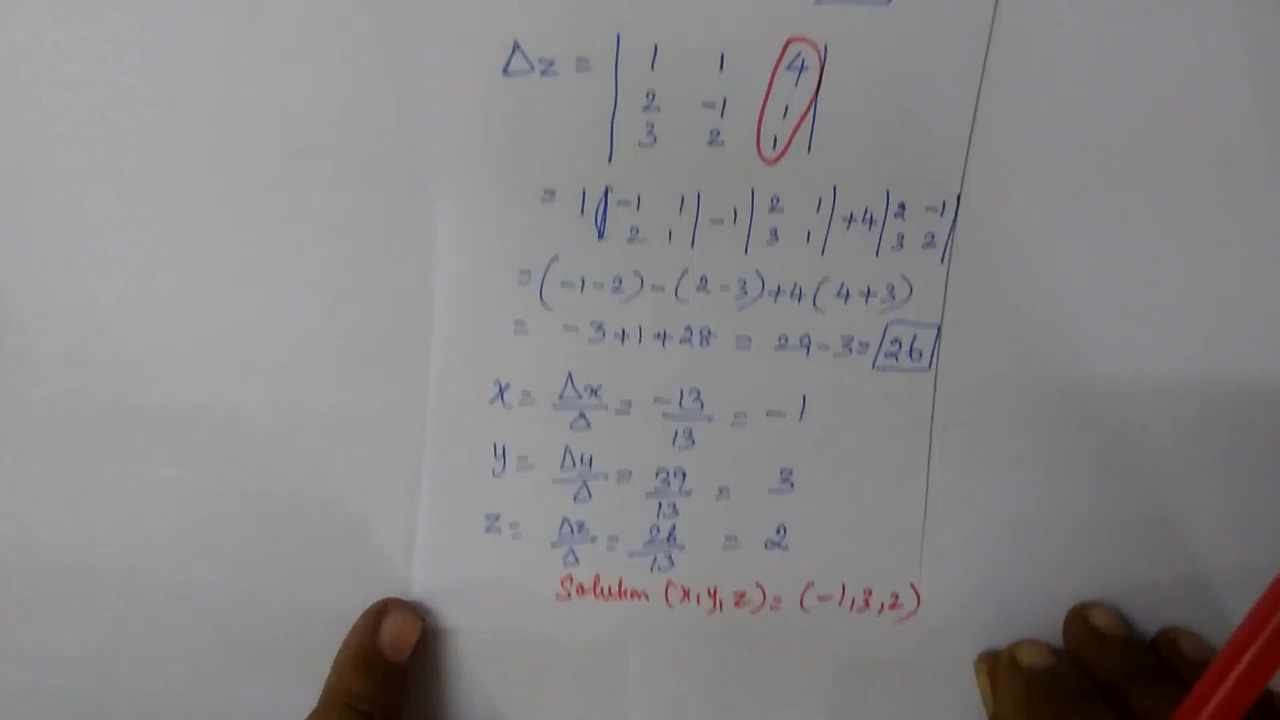 Δz = | 1 1 4 |
| 2 -1 1 |
| 3 2 1 |
= 1 | -1 1 | -1 | 2 1 | +4 | 2 -1 |
| 2 1 | | 3 1 | | 3 2 |
= (-1-2) - (2-3) + 4 (4+3)
= -3+1+28 = 29-3 = 26
x = Δx/Δ = -13/13 = -1
y = Δy/Δ = 39/13 = 3
z = Δz/Δ = 26/13 = 2
Solution (x,y,z) = (-1,3,2)